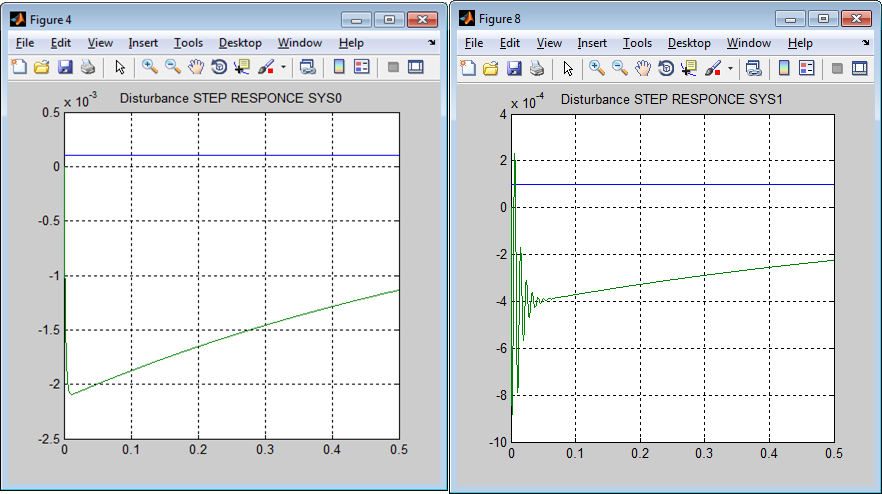 Figure 4
File Edit View Insert Tools Desktop Window Help
x 10^-3
Disturbance STEP RESPONCE SYS0
0.5
0
-0.5
-1
-1.5
-2
-2.5
0 0.1 0.2 0.3 0.4 0.5
Figure 8
File Edit View Insert Tools Desktop Window Help
x 10^-4
Disturbance STEP RESPONCE SYS1
4
2
0
-2
-4
-6
-8
-10
0 0.1 0.2 0.3 0.4 0.5